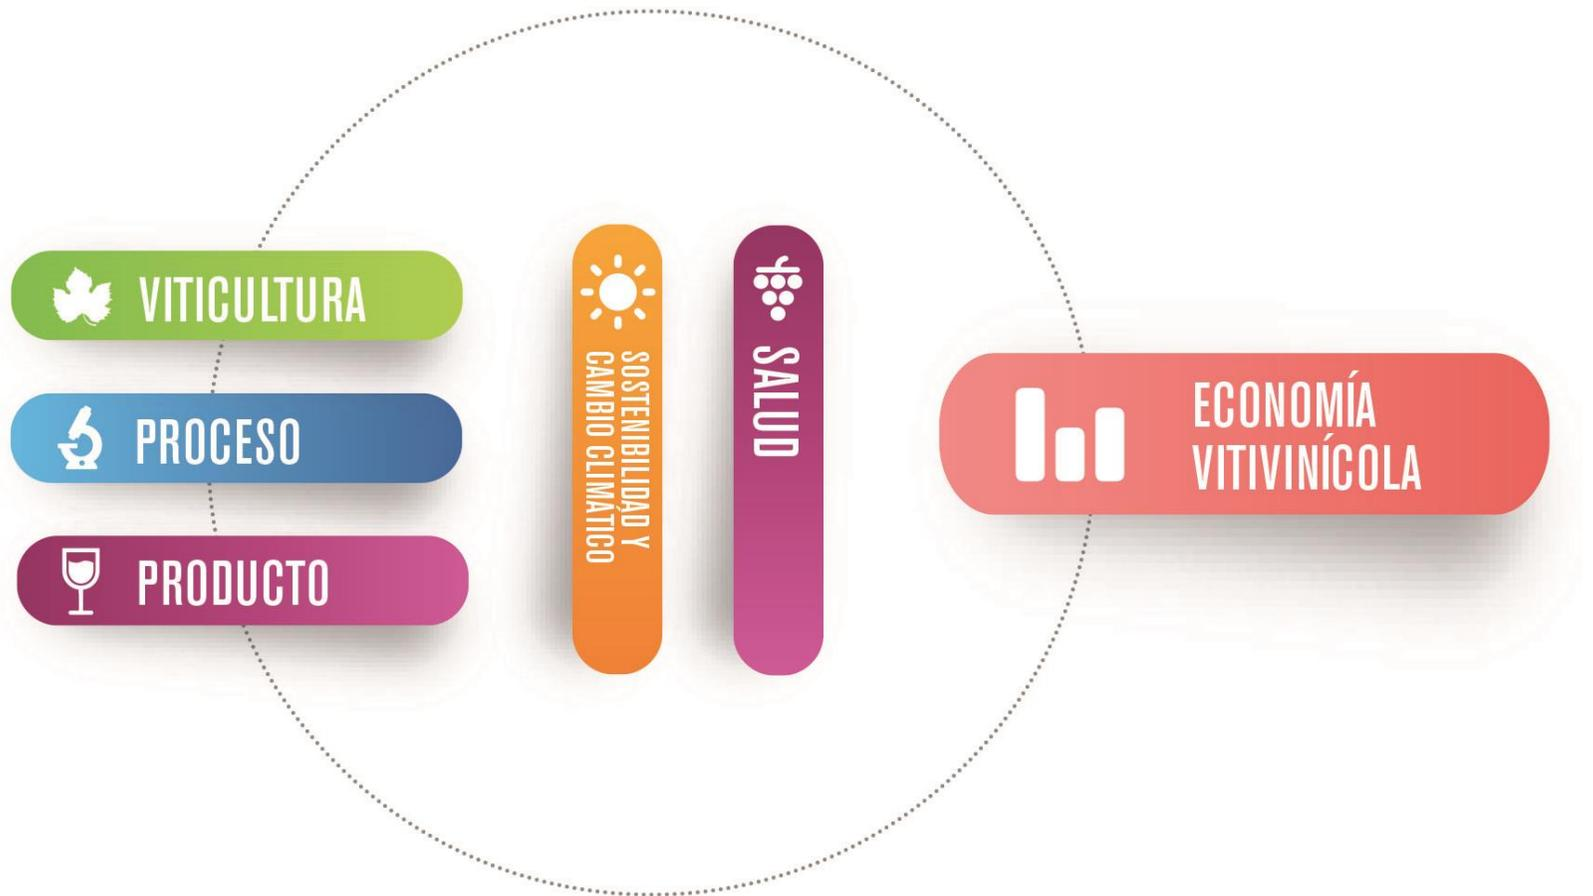 VITICULTURA
PROCESO
PRODUCTO
SOSTENIBILIDAD Y
CAMBIO CLIMÁTICO
SALUD
ECONOMÍA
VITIVINÍCOLA